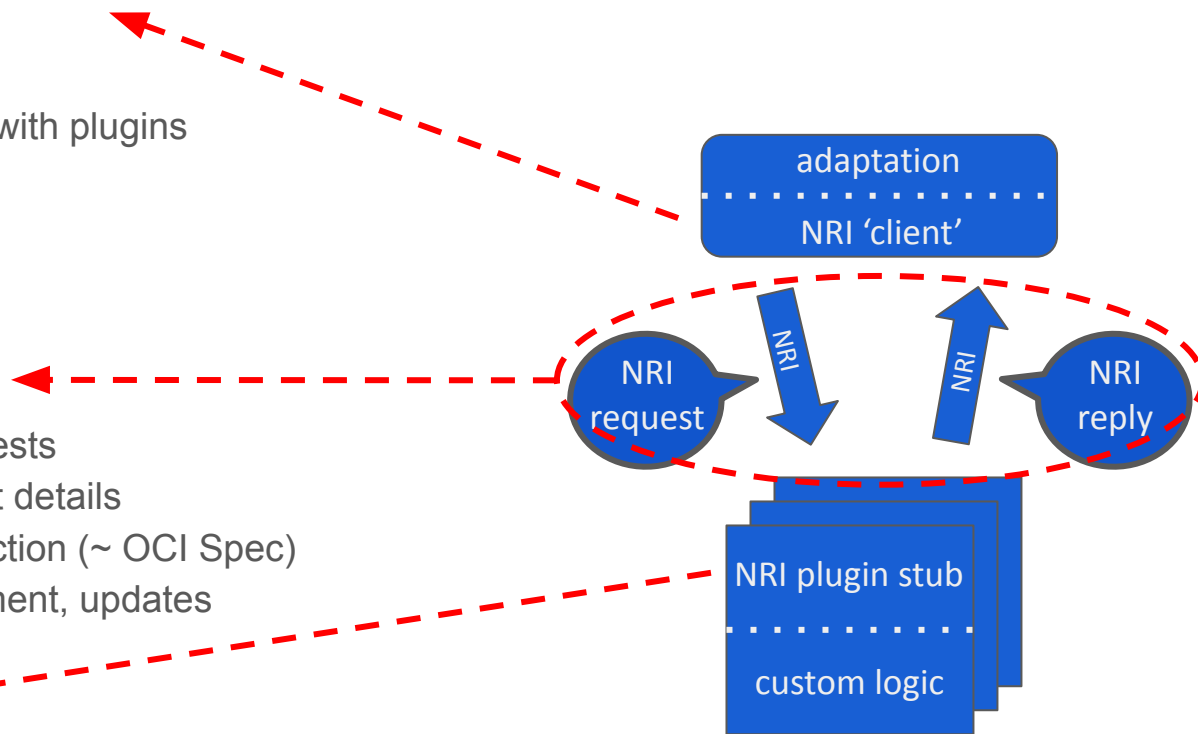 with plugins
adaptation
NRI ‘client’
NRI
NRI
NRI
request
NRI
reply
ests
t details
ction (~ OCI Spec)
nent, updates
NRI plugin stub
custom logic